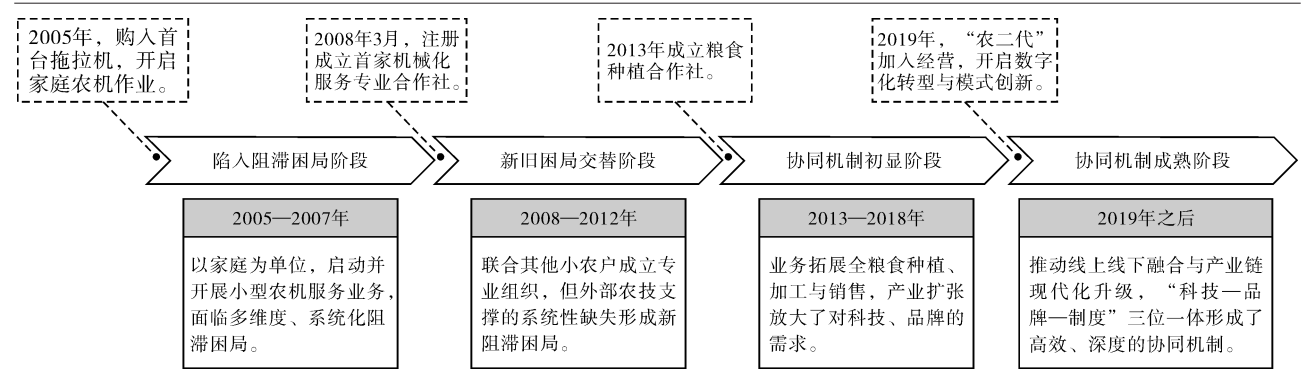 2005年，购入首
台拖拉机，开启
家庭农机作业。
2008年3月，注册
成立首家机械化
服务专业合作社。
2013年成立粮食
种植合作社。
2019年，“农二代”
加入经营，开启数字
化转型与模式创新。
陷入阻滞困局阶段
新旧困局交替阶段
协同机制初显阶段
协同机制成熟阶段
2005—2007年
以家庭为单位，启动并
开展小型农机服务业务，
面临多维度、系统化阻
滞困局。
2008—2012年
联合其他小农户成立专
业组织，但外部农技支
撑的系统性缺失形成新
阻滞困局。
2013—2018年
业务拓展全粮食种植、
加工与销售，产业扩张
放大了对科技、品牌的
需求。
2019年之后
推动线上线下融合与产业链
现代化升级，“科技—品
牌—制度”三位一体形成了
高效、深度的协同机制。